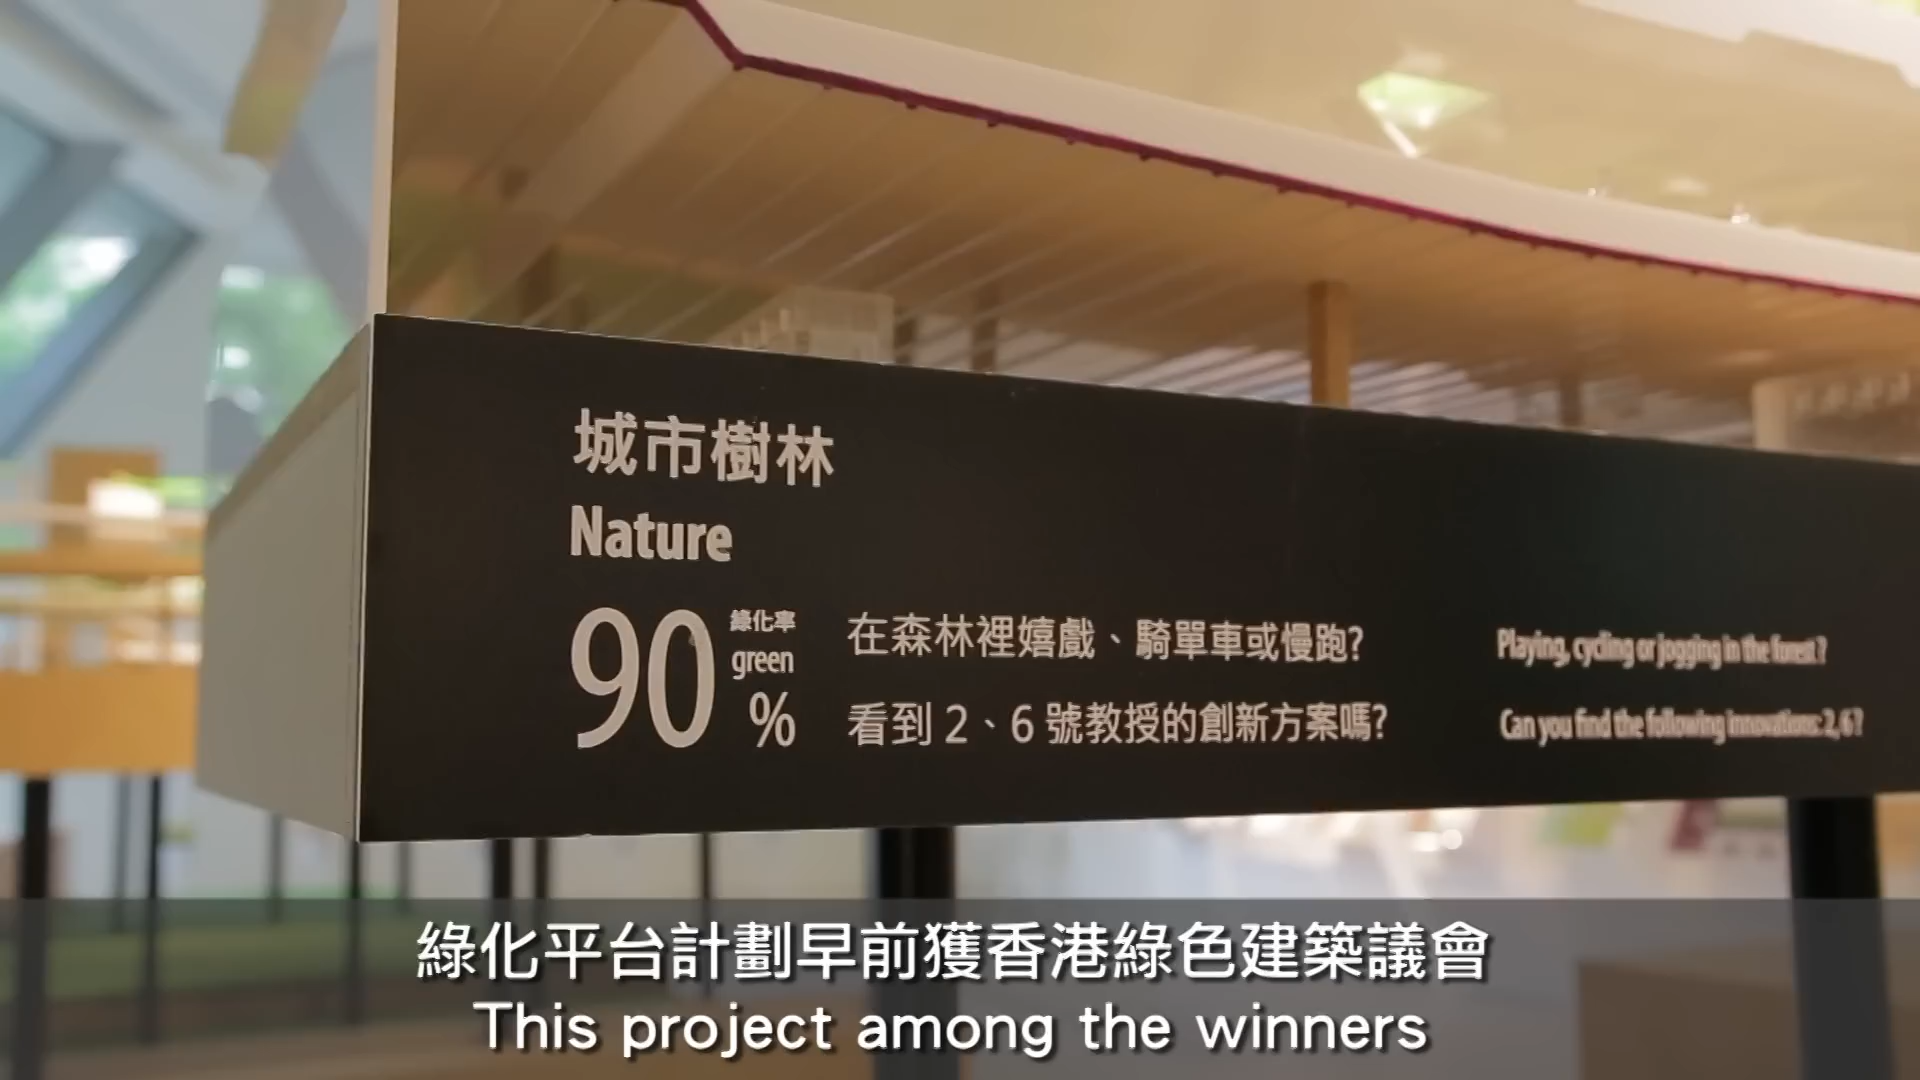 城市樹林
Nature
90 綠化率
green
%
在森林裡嬉戲、騎單車或慢跑?
看到 2、6 號教授的創新方案嗎?
Playing, cycling or jogging in the forest ?
Can you find the following innovations: 2, 6 ?
綠化平台計劃早前獲香港綠色建築議會
This project among the winners